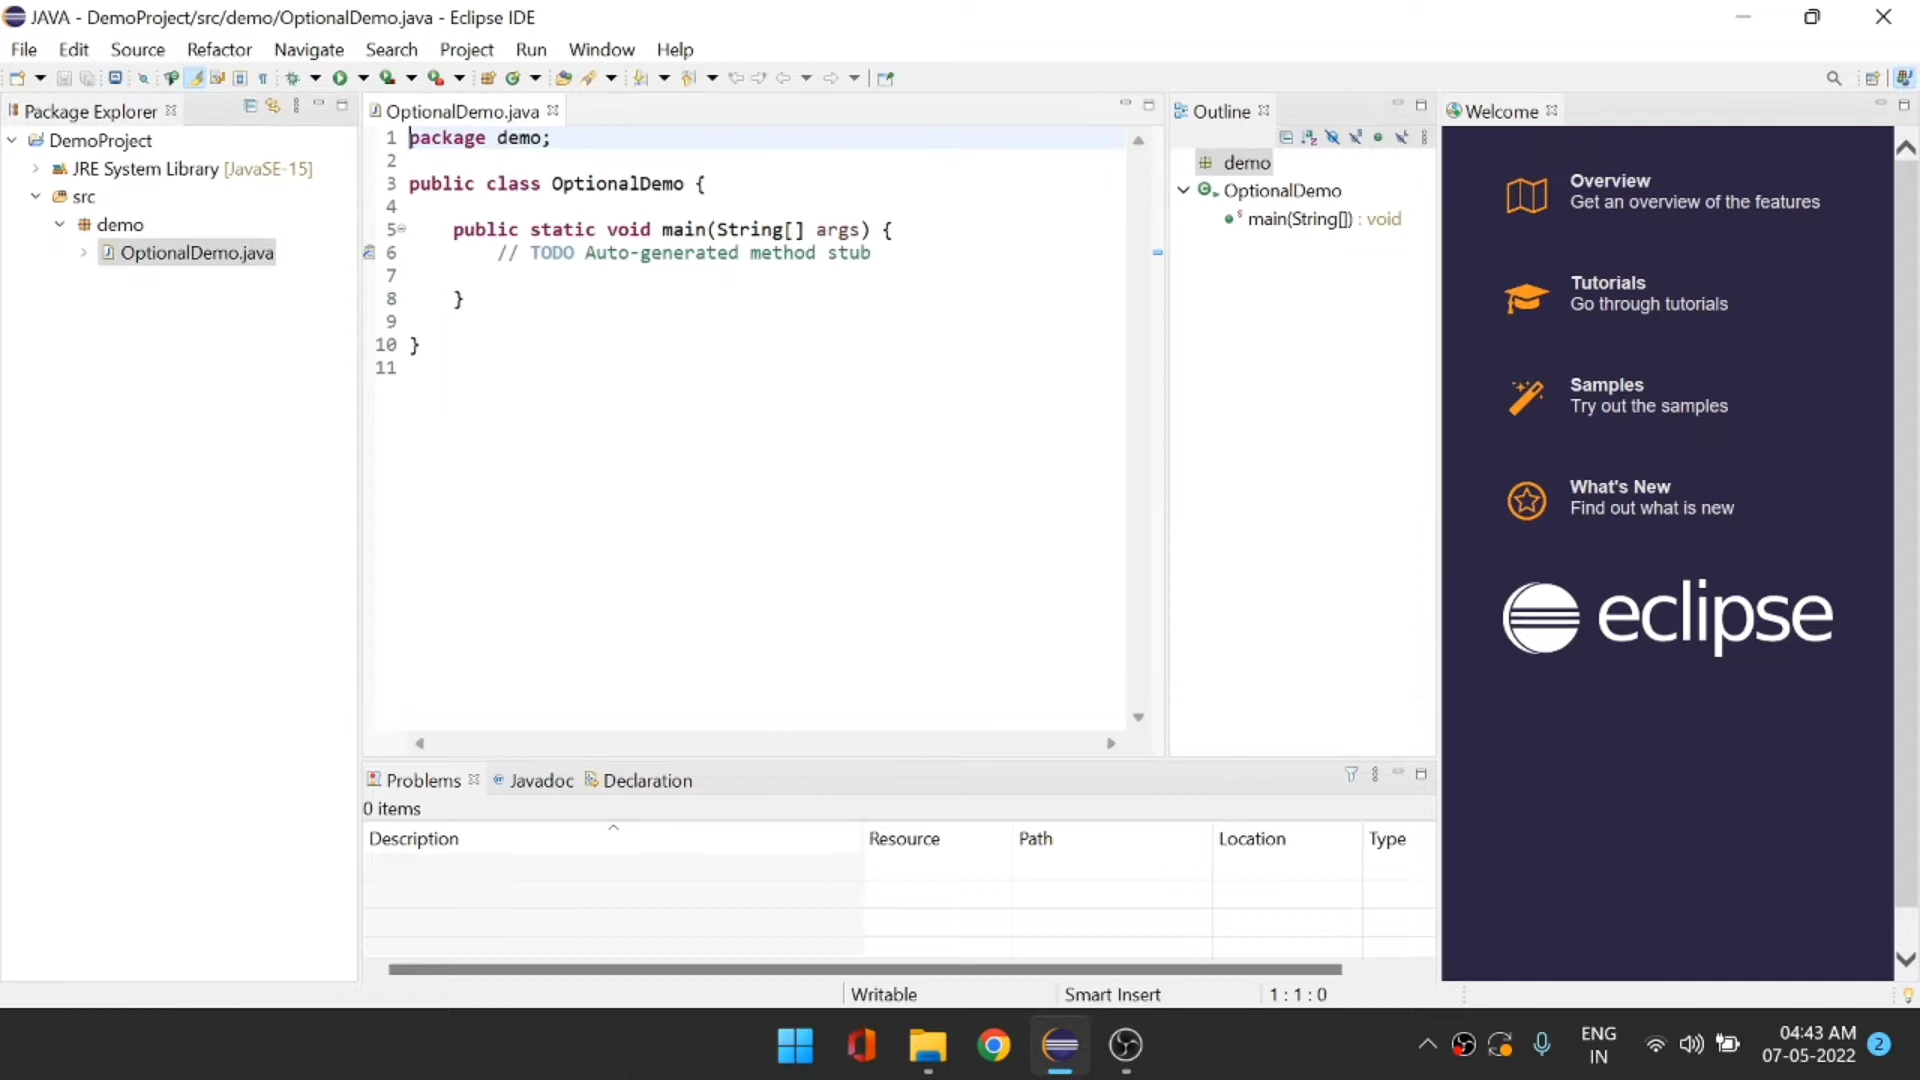 JAVA - DemoProject/src/demo/OptionalDemo.java - Eclipse IDE
File Edit Source Refactor Navigate Search Project Run Window Help
Package Explorer
DemoProject
JRE System Library [JavaSE-15]
src
demo
OptionalDemo.java
OptionalDemo.java
1 package demo;
2
3 public class OptionalDemo {
4
5 public static void main(String[] args) {
6 // TODO Auto-generated method stub
7
8 }
9
10 }
11
Outline
demo
OptionalDemo
main(String[]) : void
Welcome
Overview
Get an overview of the features
Tutorials
Go through tutorials
Samples
Try out the samples
What's New
Find out what is new
eclipse
Problems Javadoc Declaration
0 items
Description Resource Path Location Type
Writable Smart Insert 1 : 1 : 0
ENG
IN
04:43 AM
07-05-2022
2